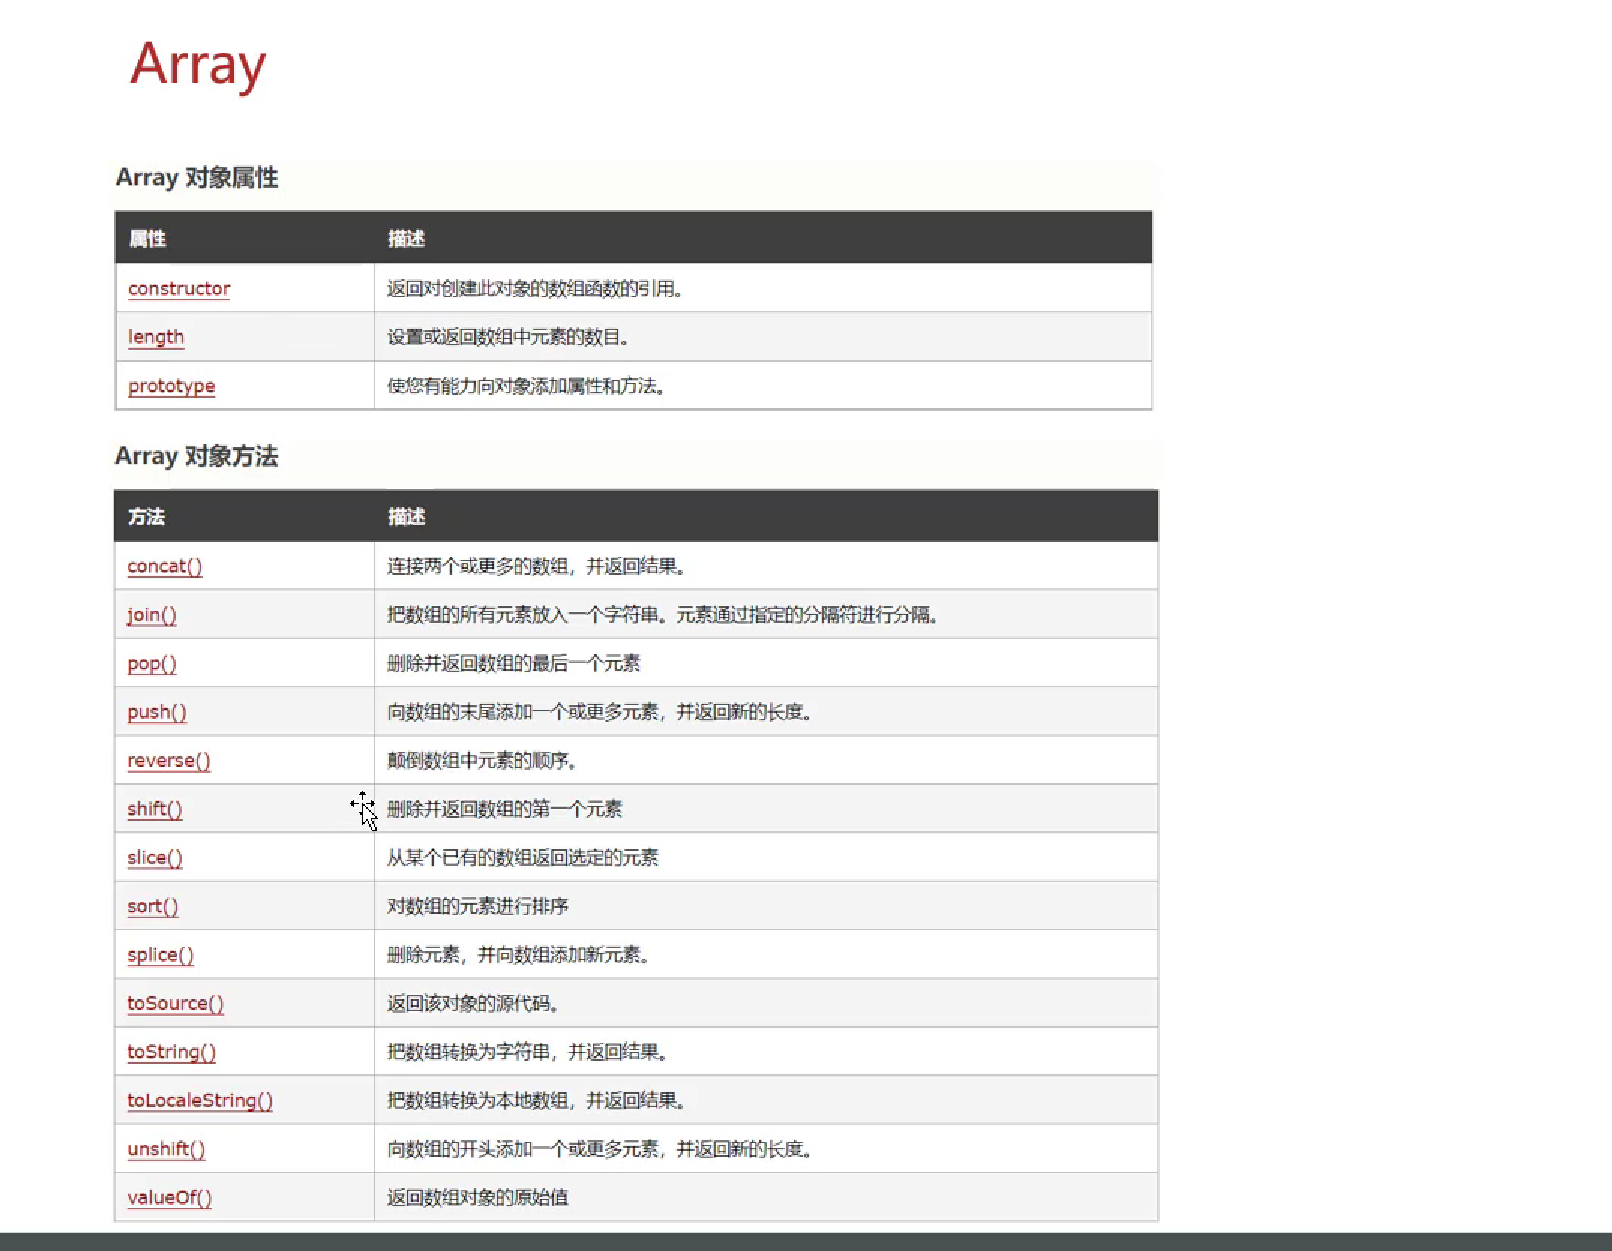 Array
Array 对象属性
属性 描述
constructor 返回对创建此对象的数组函数的引用。
length 设置或返回数组中元素的数目。
prototype 使您有能力向对象添加属性和方法。
Array 对象方法
方法 描述
concat() 连接两个或更多的数组，并返回结果。
join() 把数组的所有元素放入一个字符串。元素通过指定的分隔符进行分隔。
pop() 删除并返回数组的最后一个元素
push() 向数组的末尾添加一个或更多元素，并返回新的长度。
reverse() 颠倒数组中元素的顺序。
shift() 删除并返回数组的第一个元素
slice() 从某个已有的数组返回选定的元素
sort() 对数组的元素进行排序
splice() 删除元素，并向数组添加新元素。
toSource() 返回该对象的源代码。
toString() 把数组转换为字符串，并返回结果。
toLocaleString() 把数组转换为本地数组，并返回结果。
unshift() 向数组的开头添加一个或更多元素，并返回新的长度。
valueOf() 返回数组对象的原始值